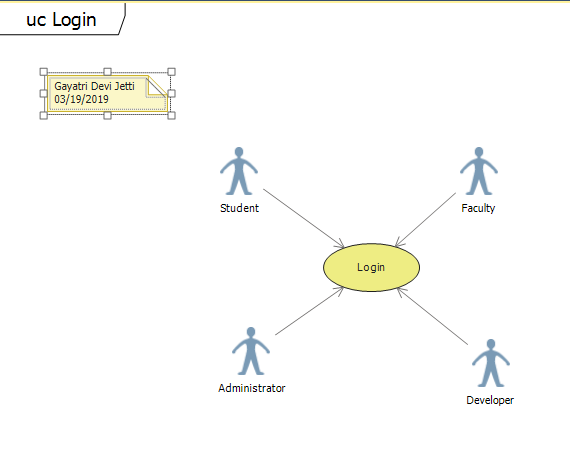 uc Login
Gayatri Devi Jetti
03/19/2019
Student
Faculty
Login
Administrator
Developer